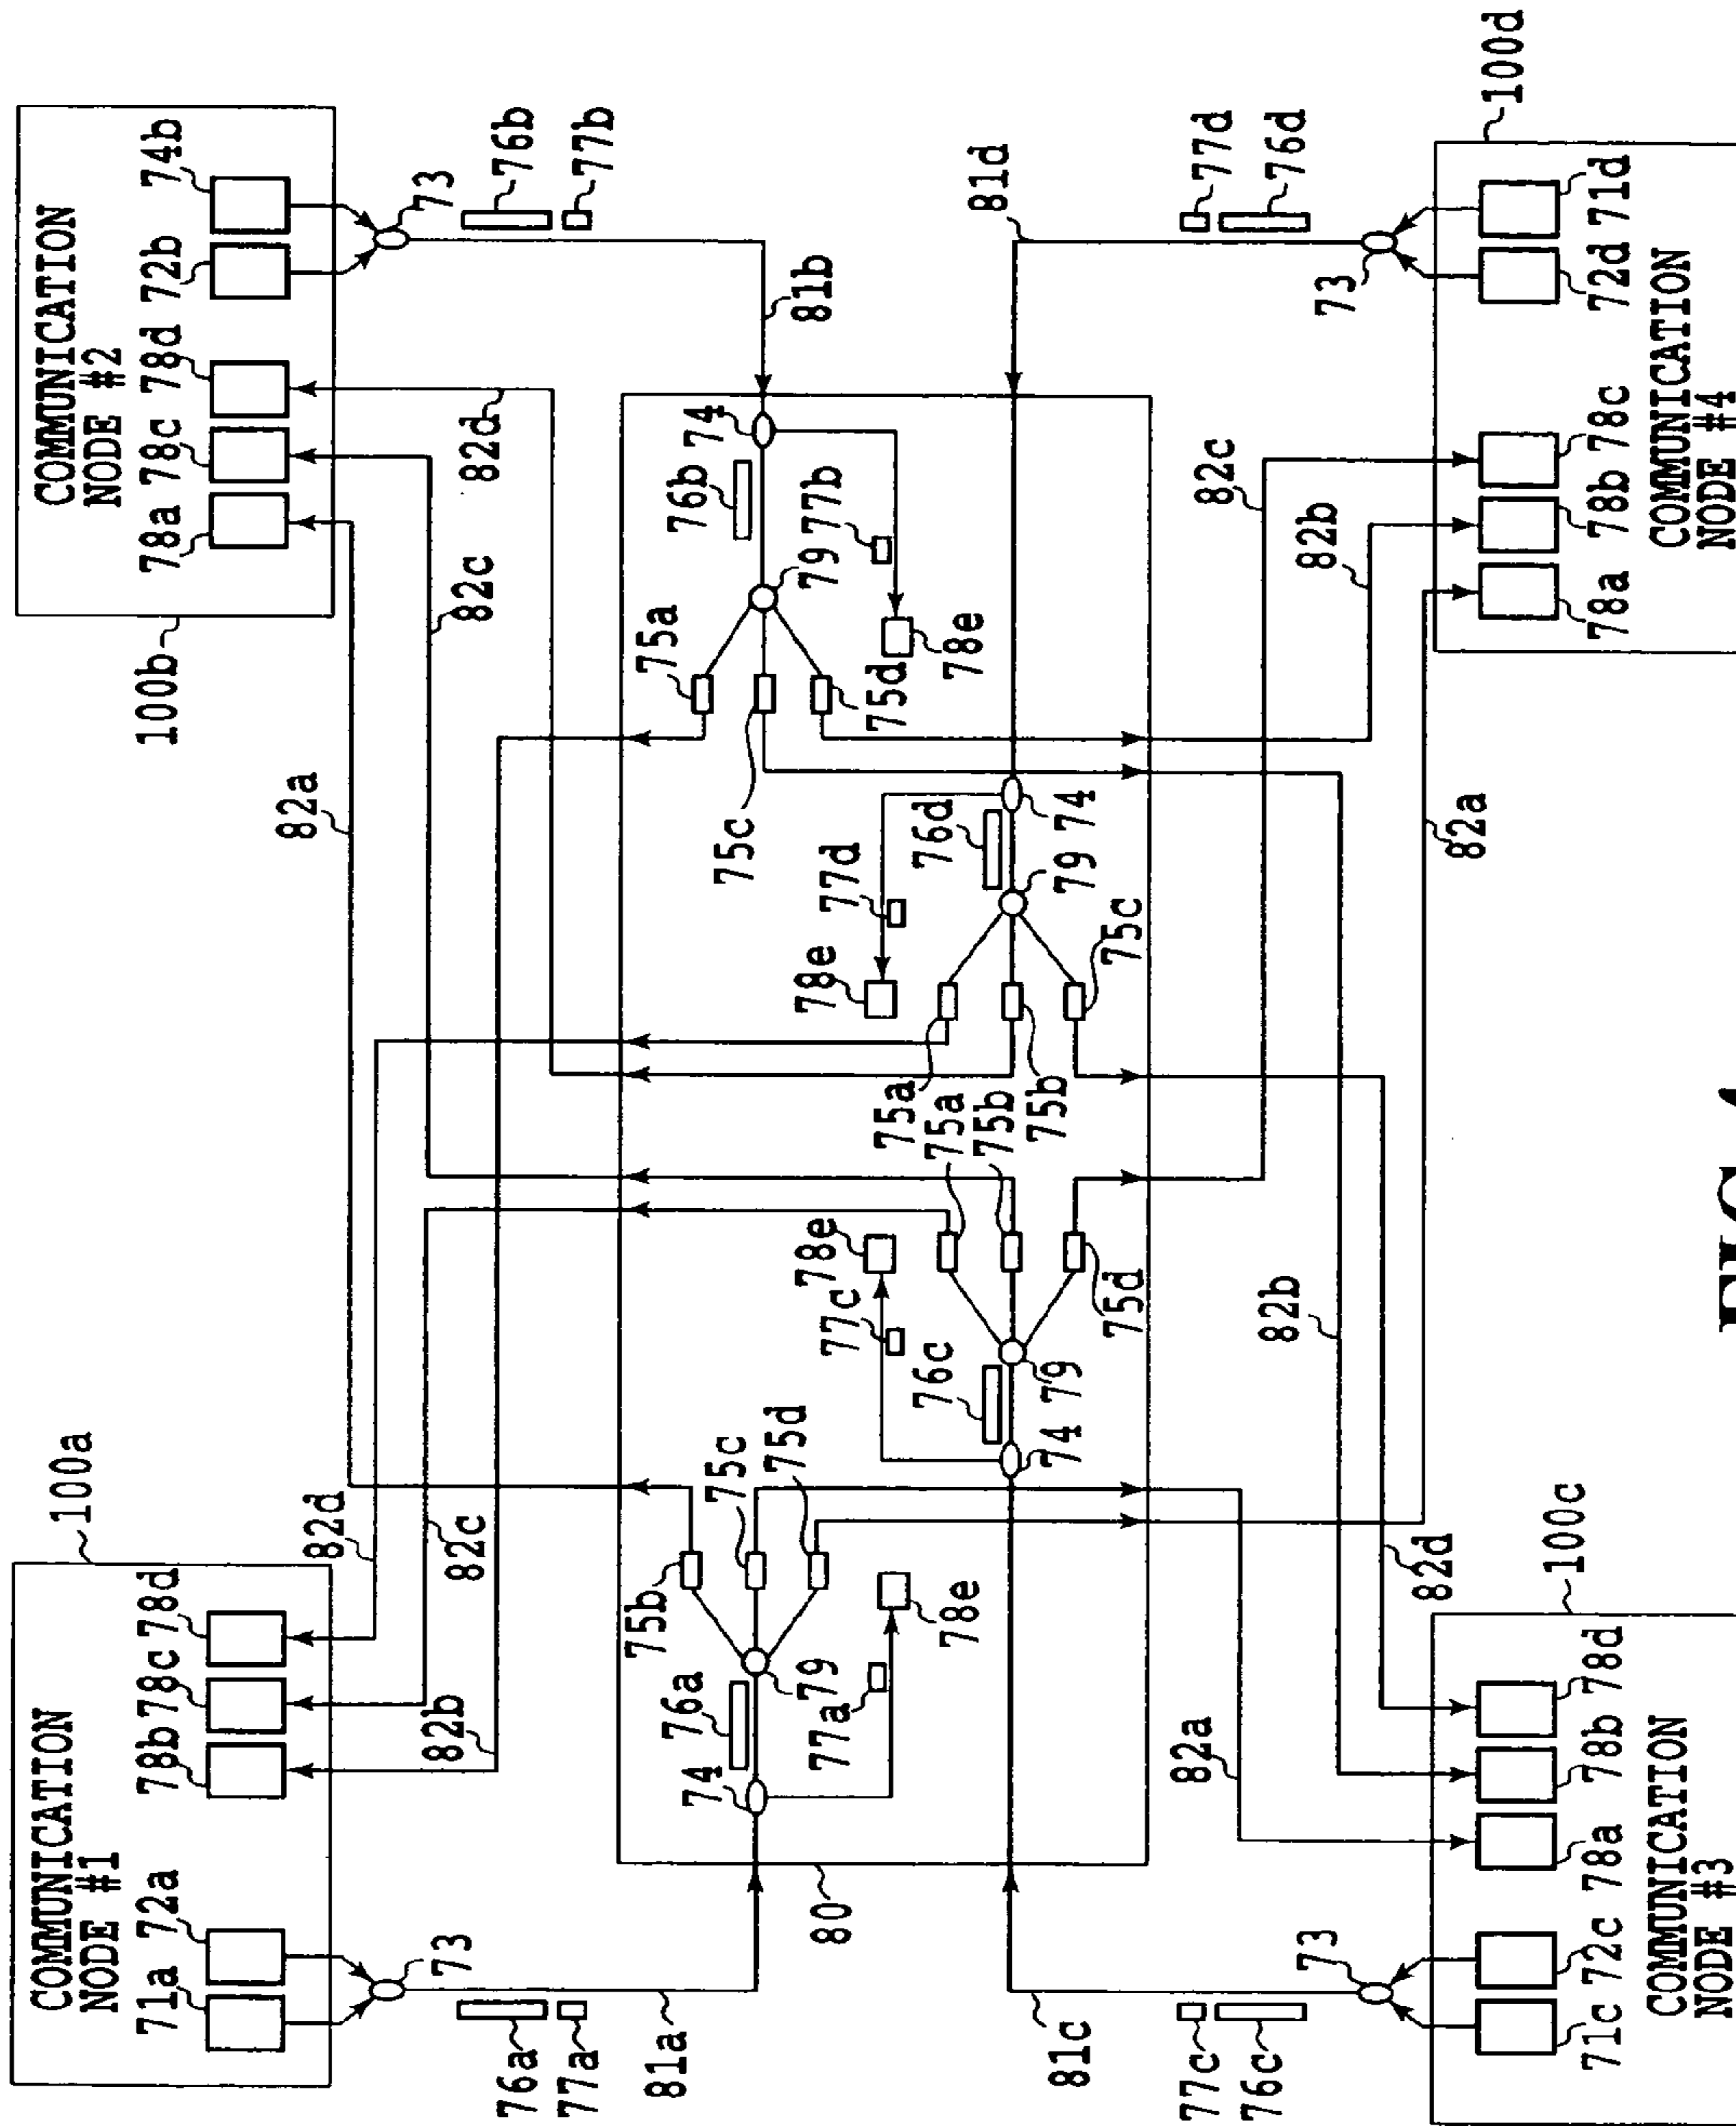 COMMUNICATION
NODE #1
71a 72a
78b 78c 78d
100a
COMMUNICATION
NODE #2
100b
78a 78c 78d
72b 74b
73
82d
82a
73
76a
77a
82b
82c
82c
82d
76b
77b
81a
81b
80
74
76a
75b
75c
75d
79
77a
78e
75a
76b
74
79
77b
75c
75d
78e
78e
77c
76c
74
79
75a
75b
75d
75a
75b
78e
77d
76d
74
79
75c
81c
81d
77c
76c
82a
82b
82c
82b
77d
76d
73
82d
82a
73
100c
100d
71c 72c 78a 78b 78d
COMMUNICATION
NODE #3
78a 78b 78c
72d 71d
COMMUNICATION
NODE #4
FIG.4